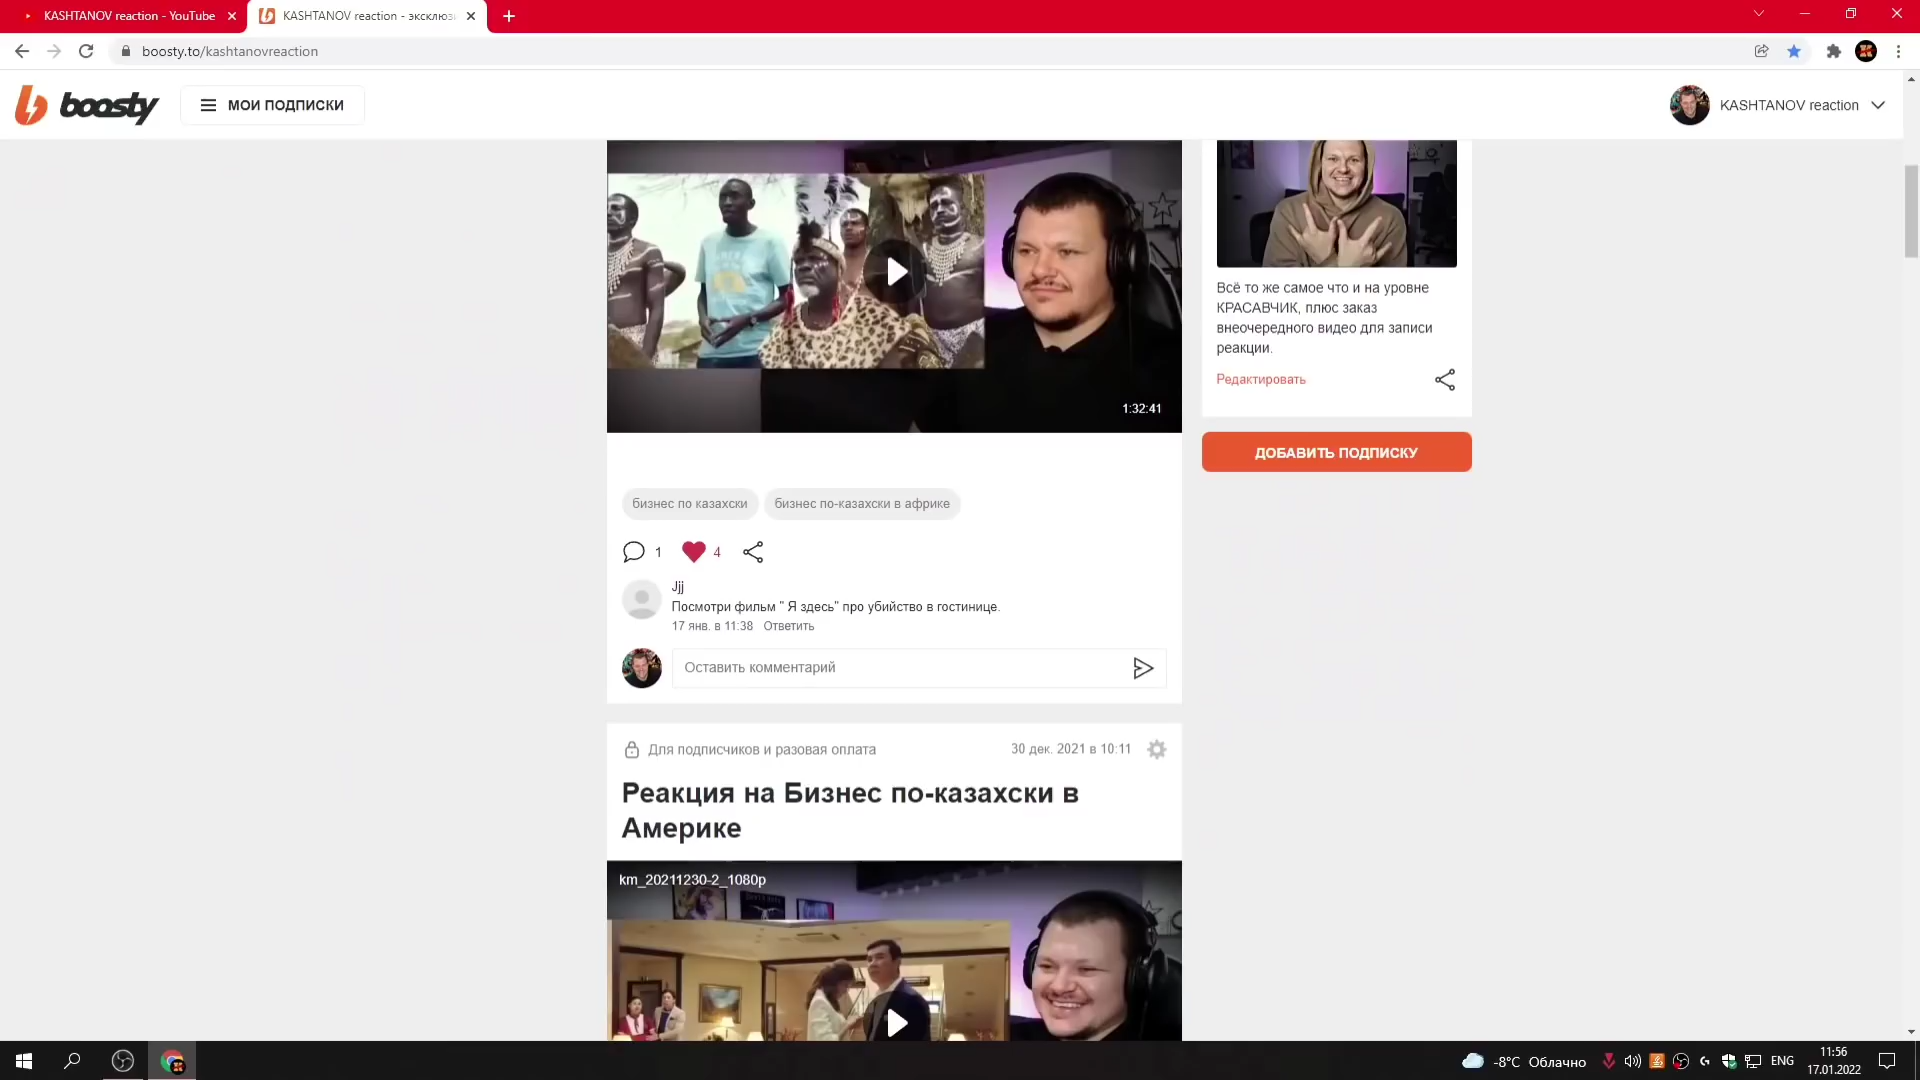 KASHTANOV reaction - YouTube
KASHTANOV reaction - эксклюзи
boosty.to/kashtanovreaction
boosty
МОИ ПОДПИСКИ
KASHTANOV reaction
1:32:41
Всё то же самое что и на уровне
КРАСАВЧИК, плюс заказ
внеочередного видео для записи
реакции.
Редактировать
ДОБАВИТЬ ПОДПИСКУ
бизнес по казахски
бизнес по-казахски в африке
1
4
Jjj
Посмотри фильм " Я здесь" про убийство в гостинице.
17 янв. в 11:38 Ответить
Оставить комментарий
Для подписчиков и разовая оплата
30 дек. 2021 в 10:11
Реакция на Бизнес по-казахски в
Америке
km_20211230-2_1080p
-8°C Облачно
ENG
11:56
17.01.2022